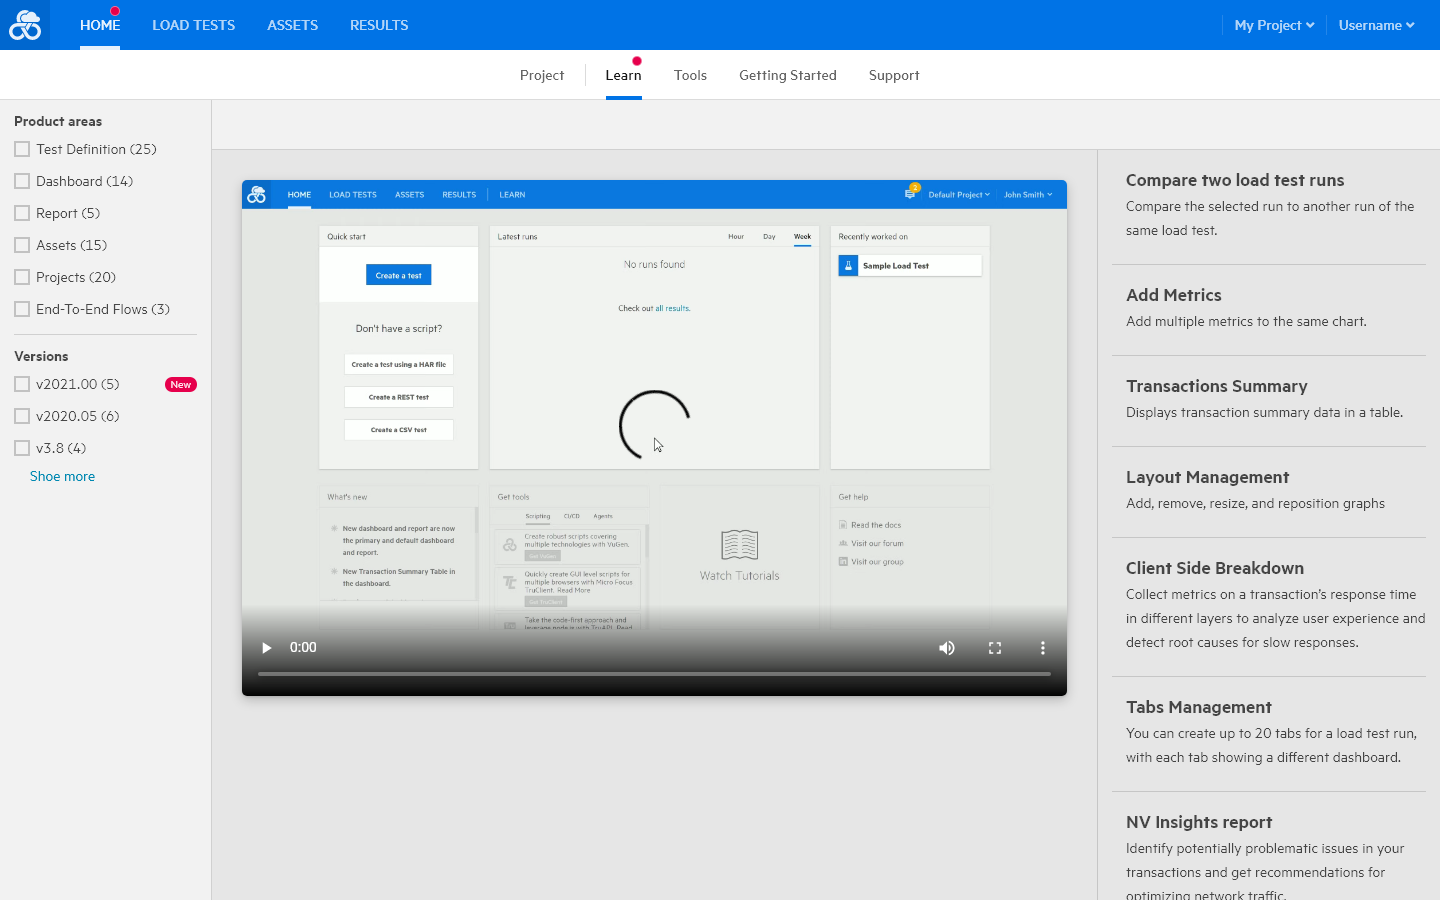 HOME
LOAD TESTS
ASSETS
RESULTS
My Project
Username
Project
Learn
Tools
Getting Started
Support
Product areas
Test Definition (25)
Dashboard (14)
Report (5)
Assets (15)
Projects (20)
End-To-End Flows (3)
Versions
v2021.00 (5)
New
v2020.05 (6)
v3.8 (4)
Shoe more
HOME
LOAD TESTS
ASSETS
RESULTS
LEARN
2
Default Project
John Smith
Quick start
Create a test
Don't have a script?
Create a test using a HAR file
Create a REST test
Create a CSV test
Latest runs
Hour
Day
Week
No runs found
Check out all results.
Recently worked on
Sample Load Test
What's new
New dashboard and report are now
the primary and default dashboard
and report.
New Transaction Summary Table in
the dashboard.
Get tools
Scripting
CI/CD
Agents
Create robust scripts covering
multiple technologies with VuGen.
Get VuGen
Quickly create GUI level scripts for
multiple browsers with Micro Focus
TruClient. Read More
Get TruClient
Take the code-first approach and
Watch Tutorials
Get help
Read the docs
Visit our forum
Visit our group
0:00
Compare two load test runs
Compare the selected run to another run of the
same load test.
Add Metrics
Add multiple metrics to the same chart.
Transactions Summary
Displays transaction summary data in a table.
Layout Management
Add, remove, resize, and reposition graphs
Client Side Breakdown
Collect metrics on a transaction's response time
in different layers to analyze user experience and
detect root causes for slow responses.
Tabs Management
You can create up to 20 tabs for a load test run,
with each tab showing a different dashboard.
NV Insights report
Identify potentially problematic issues in your
transactions and get recommendations for
optimizing network traffic.